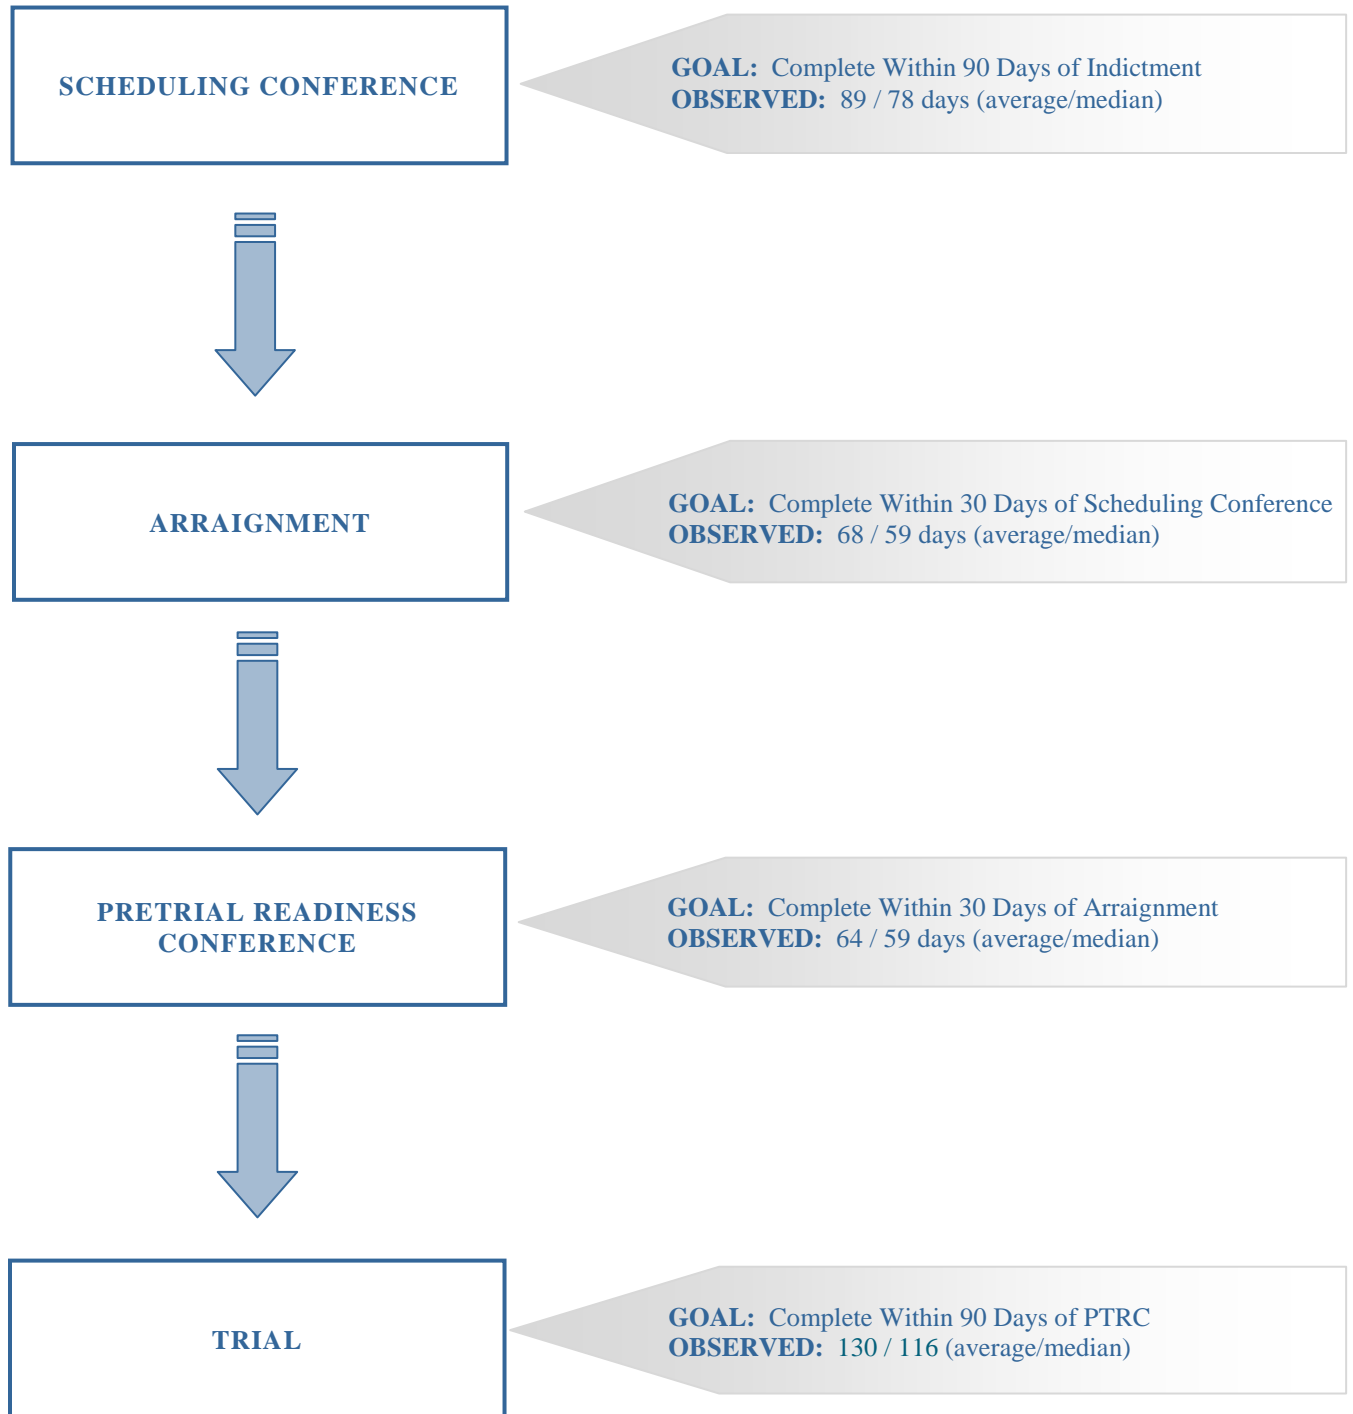 SCHEDULING CONFERENCE
GOAL: Complete Within 90 Days of Indictment
OBSERVED: 89 / 78 days (average/median)
ARRAIGNMENT
GOAL: Complete Within 30 Days of Scheduling Conference
OBSERVED: 68 / 59 days (average/median)
PRETRIAL READINESS
CONFERENCE
GOAL: Complete Within 30 Days of Arraignment
OBSERVED: 64 / 59 days (average/median)
TRIAL
GOAL: Complete Within 90 Days of PTRC
OBSERVED: 130 / 116 (average/median)